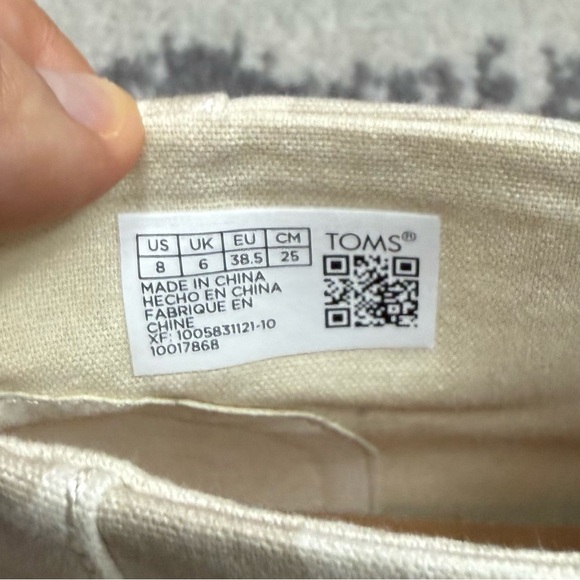 US UK EU CM
8 6 38.5 25
MADE IN CHINA
HECHO EN CHINA
FABRIQUE EN
CHINE
XF: 1005831121-10
10017868
TOMS®